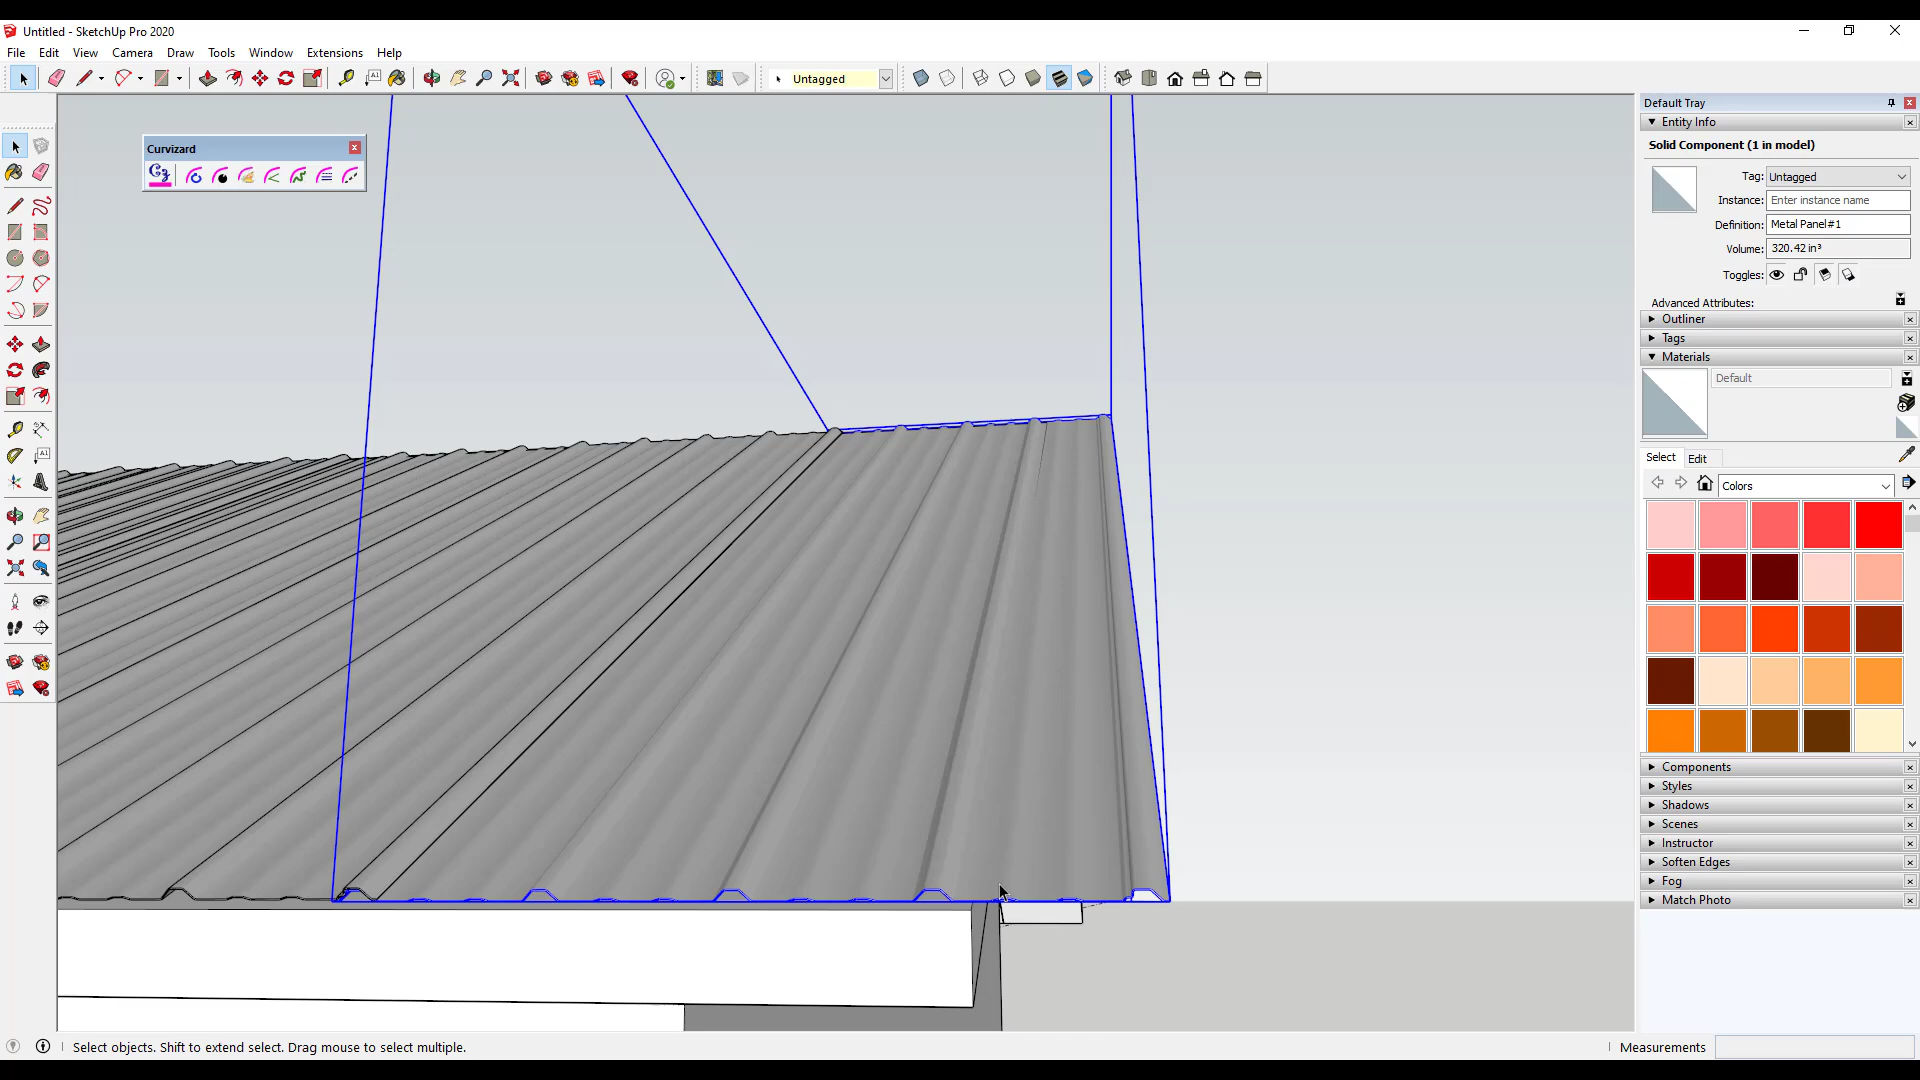 Untitled - SketchUp Pro 2020
File Edit View Camera Draw Tools Window Extensions Help
Untagged
Curvizard
Default Tray
Entity Info
Solid Component (1 in model)
Tag: Untagged
Instance: Enter instance name
Definition: Metal Panel#1
Volume: 320.42 in³
Toggles:
Advanced Attributes:
Outliner
Tags
Materials
Default
Select Edit
Colors
Components
Styles
Shadows
Scenes
Instructor
Soften Edges
Fog
Match Photo
Select objects. Shift to extend select. Drag mouse to select multiple.
Measurements